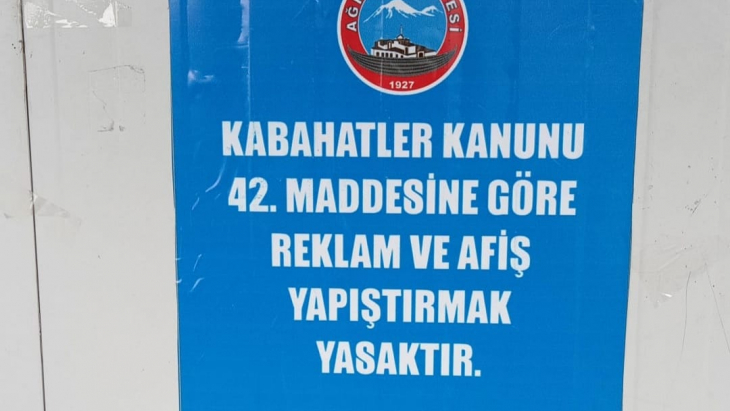 1927
KABAHATLER KANUNU
42. MADDESİNE GÖRE
REKLAM VE AFİŞ
YAPIŞTIRMAK
YASAKTIR.